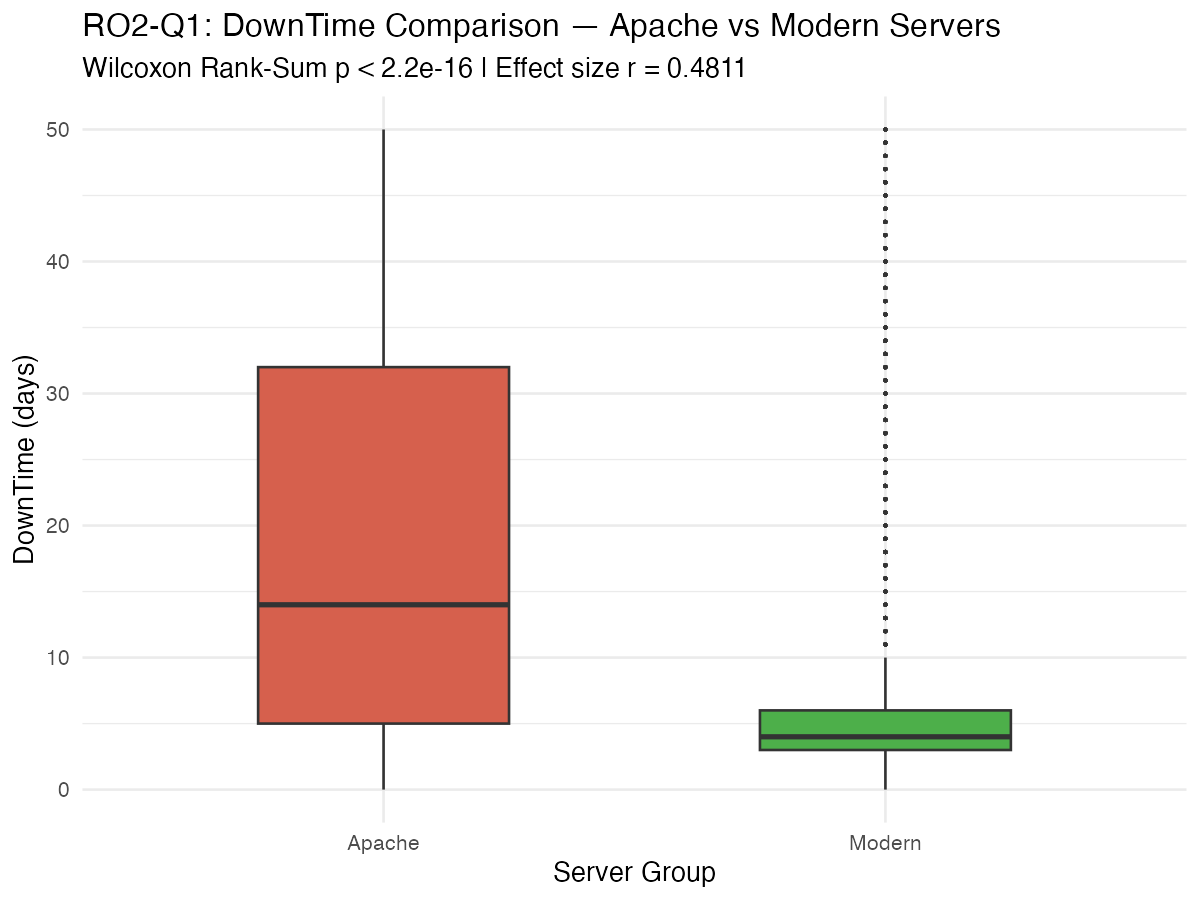 RO2-Q1: DownTime Comparison — Apache vs Modern Servers
Wilcoxon Rank-Sum p < 2.2e-16 | Effect size r = 0.4811
DownTime (days)
50
40
30
20
10
0
Apache
Modern
Server Group